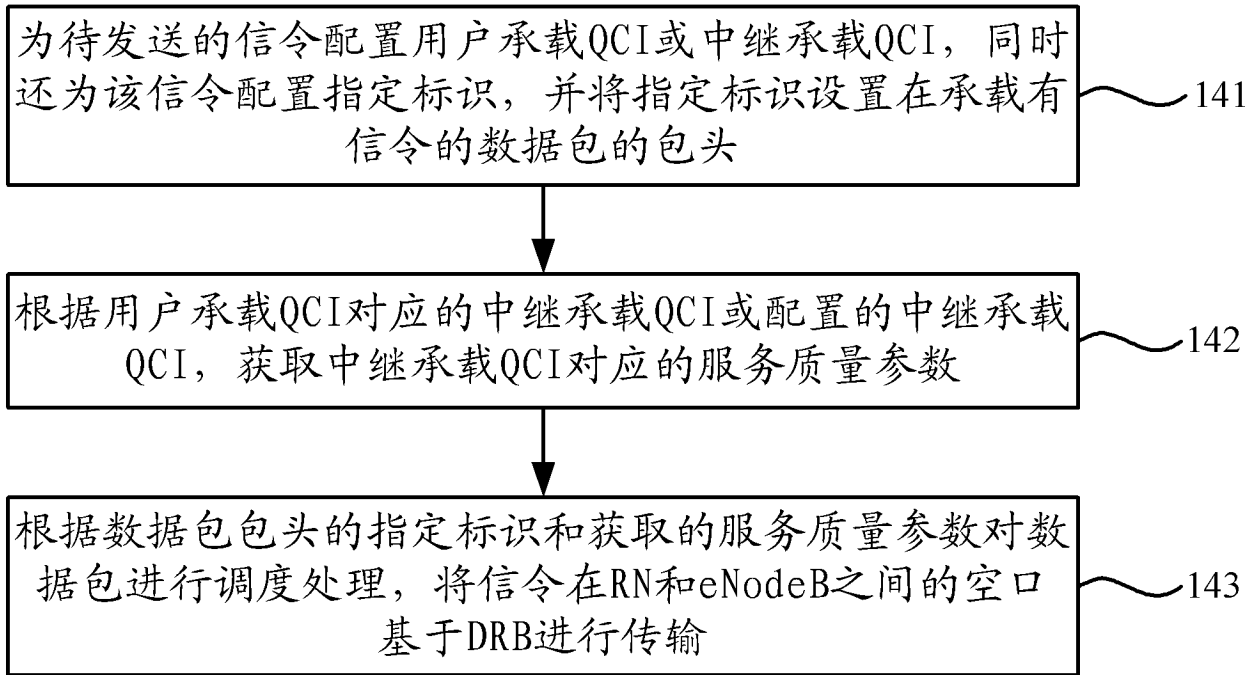 为待发送的信令配置用户承载QCI或中继承载QCI，同时
还为该信令配置指定标识，并将指定标识设置在承载有
信令的数据包的包头
141
根据用户承载QCI对应的中继承载QCI或配置的中继承载
QCI，获取中继承载QCI对应的服务质量参数
142
根据数据包包头的指定标识和获取的服务质量参数对数
据包进行调度处理，将信令在RN和eNodeB之间的空口
基于DRB进行传输
143